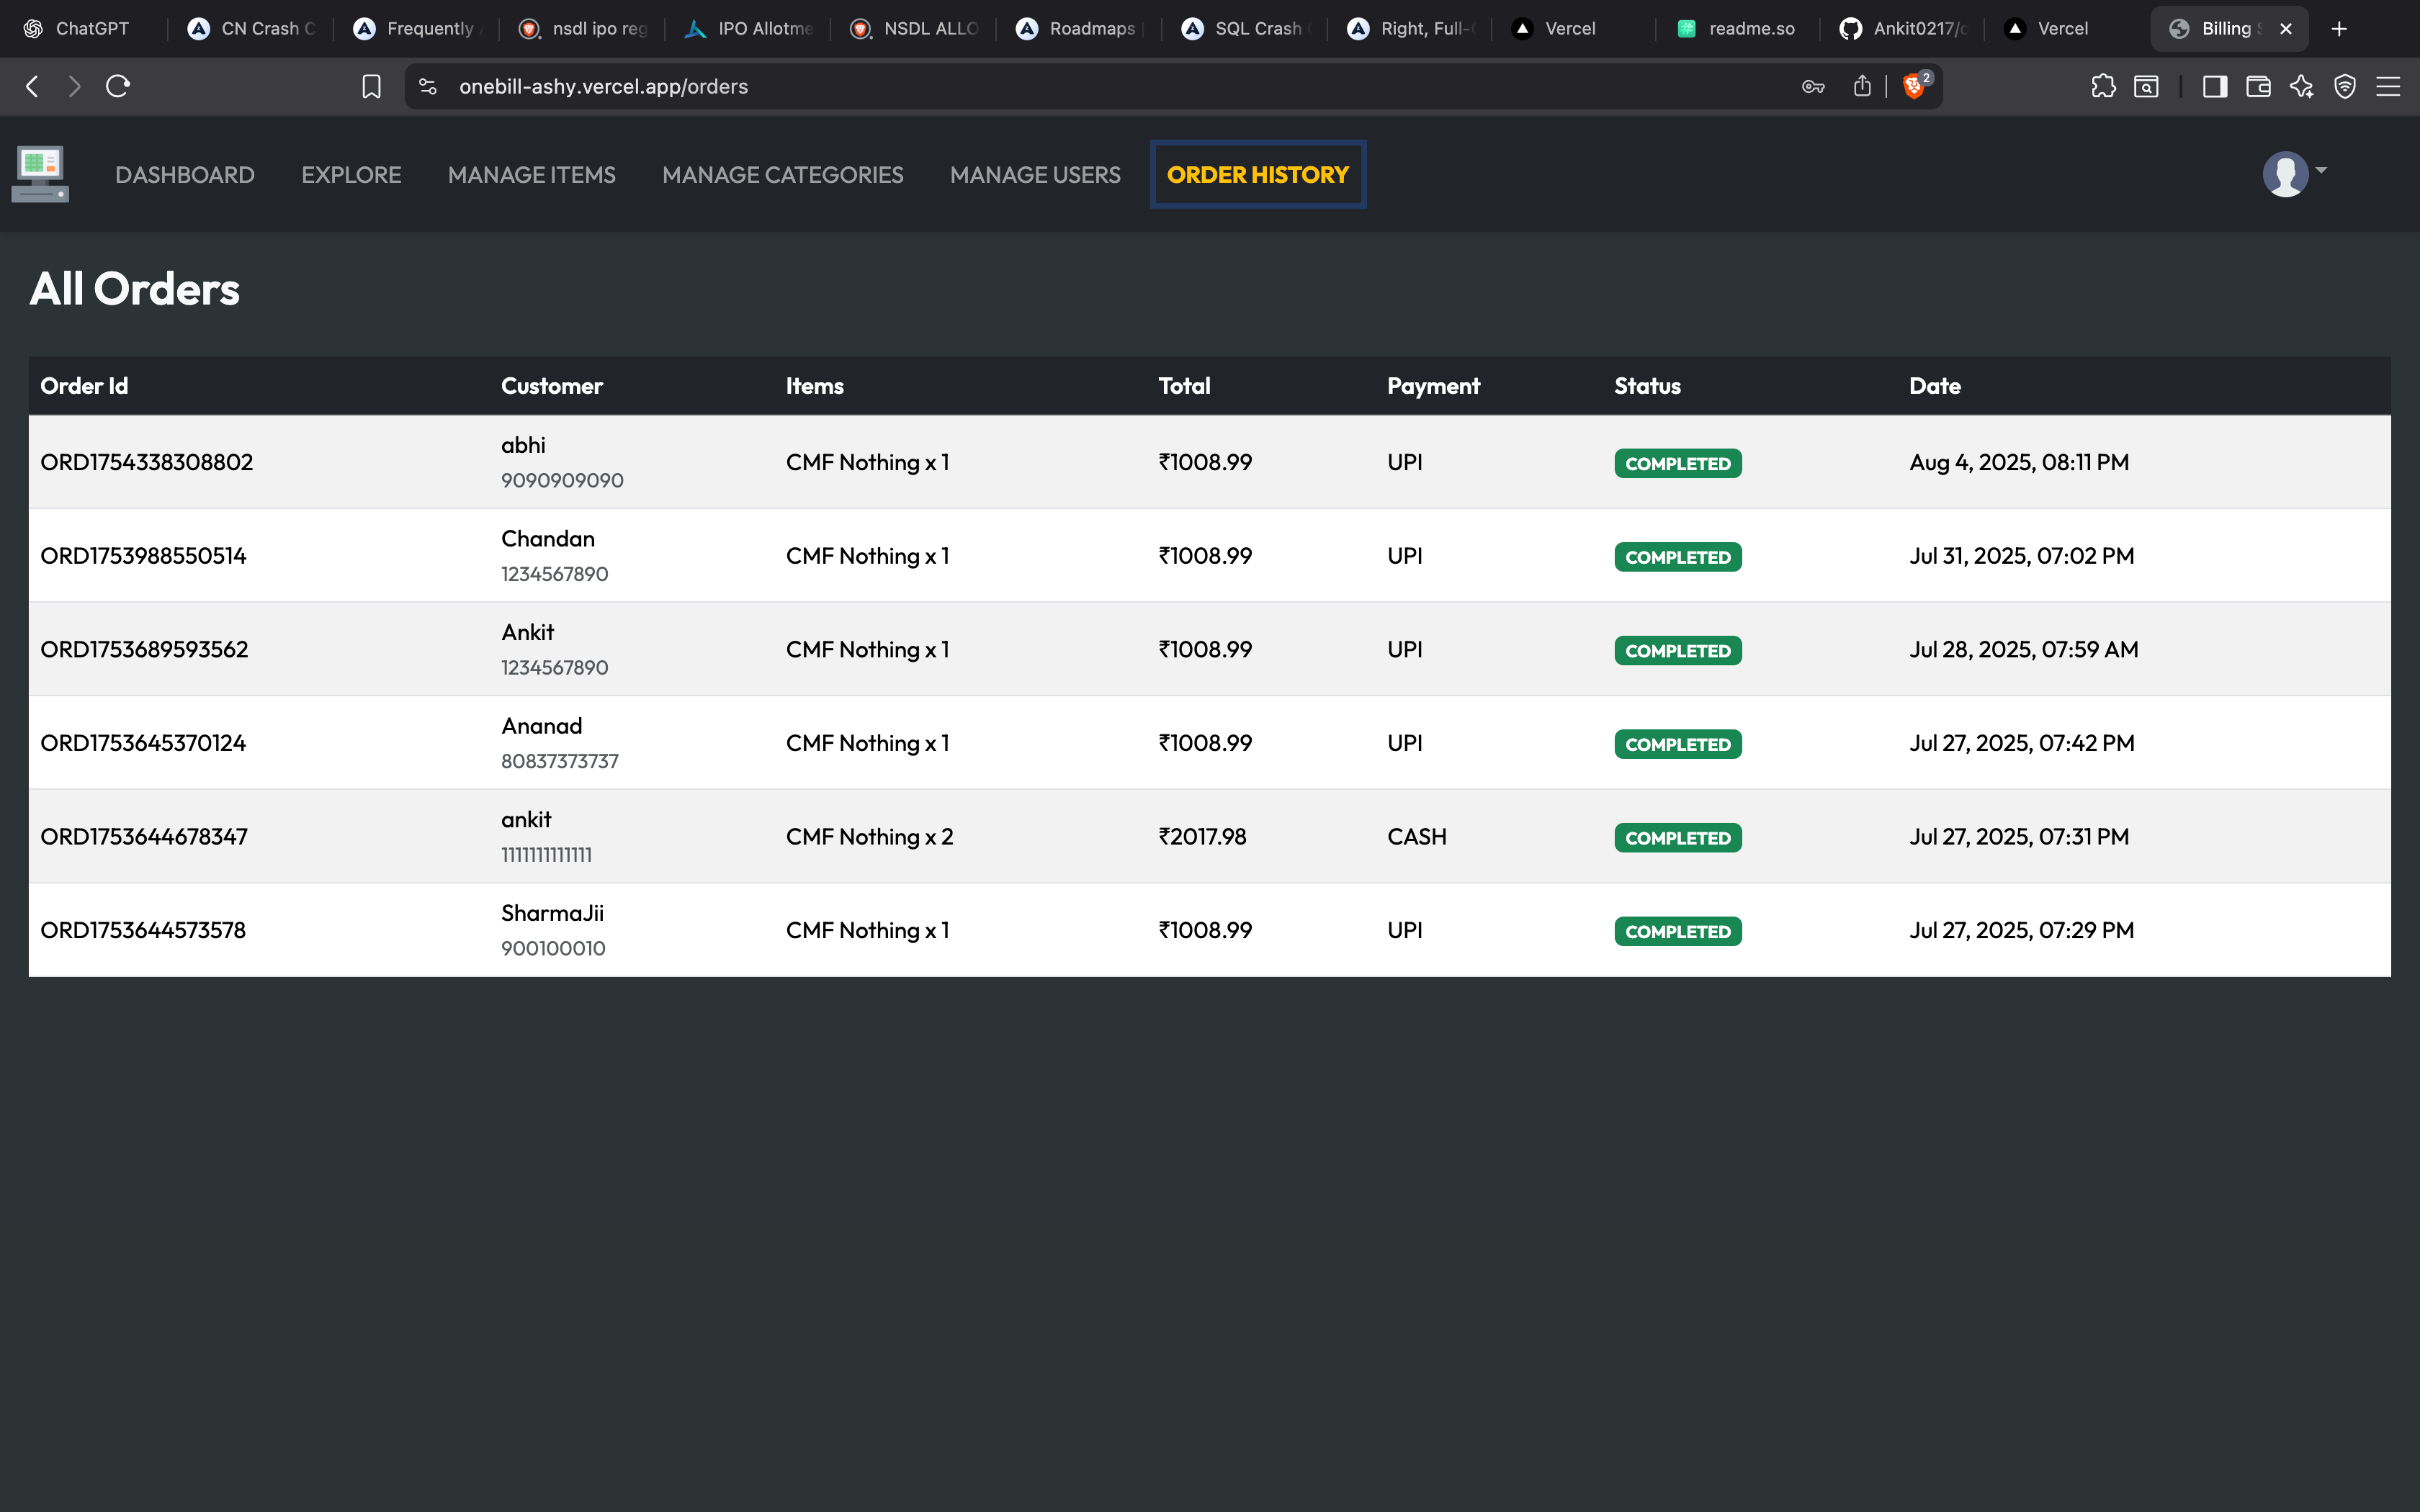 ChatGPT CN Crash C Frequently nsdl ipo reg IPO Allotme NSDL ALLO Roadmaps SQL Crash Right, Full- Vercel readme.so Ankit0217/o Vercel Billing
onebill-ashy.vercel.app/orders 2
DASHBOARD EXPLORE MANAGE ITEMS MANAGE CATEGORIES MANAGE USERS ORDER HISTORY
All Orders
Order Id Customer Items Total Payment Status Date
ORD1754338308802 abhi CMF Nothing x 1 ₹1008.99 UPI COMPLETED Aug 4, 2025, 08:11 PM
9090909090
ORD1753988550514 Chandan CMF Nothing x 1 ₹1008.99 UPI COMPLETED Jul 31, 2025, 07:02 PM
1234567890
ORD1753689593562 Ankit CMF Nothing x 1 ₹1008.99 UPI COMPLETED Jul 28, 2025, 07:59 AM
1234567890
ORD1753645370124 Ananad CMF Nothing x 1 ₹1008.99 UPI COMPLETED Jul 27, 2025, 07:42 PM
80837373737
ORD1753644678347 ankit CMF Nothing x 2 ₹2017.98 CASH COMPLETED Jul 27, 2025, 07:31 PM
1111111111111
ORD1753644573578 SharmaJii CMF Nothing x 1 ₹1008.99 UPI COMPLETED Jul 27, 2025, 07:29 PM
900100010